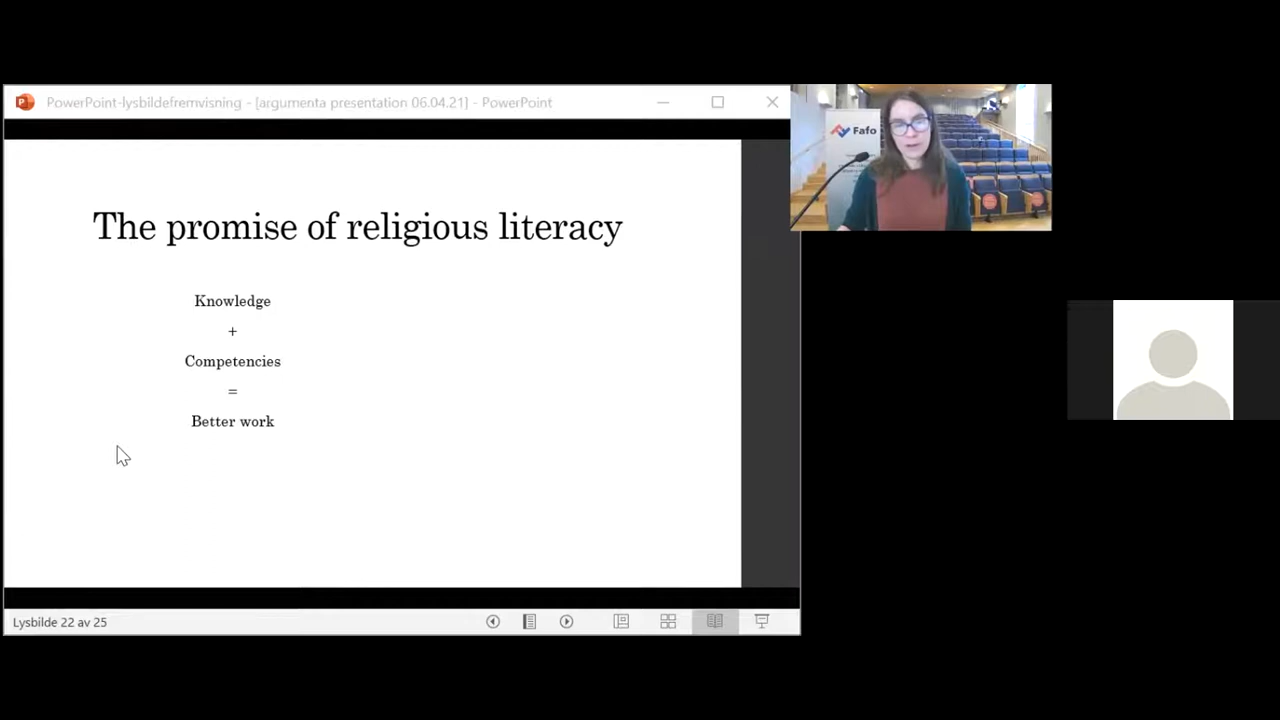 PowerPoint-lysbildefremvisning - [argumenta presentation 06.04.21] - PowerPoint
Fafo
The promise of religious literacy
Knowledge
+
Competencies
=
Better work
Lysbilde 22 av 25